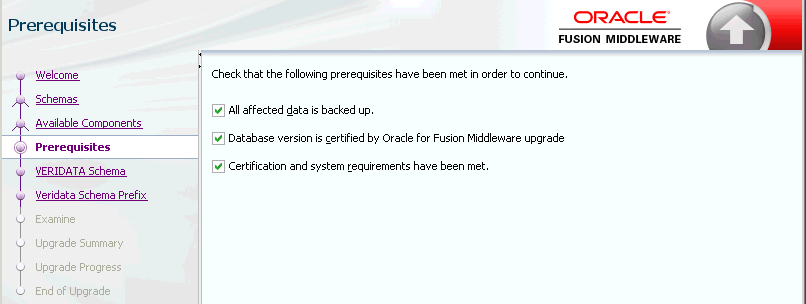 Prerequisites
ORACLE
FUSION MIDDLEWARE
Welcome
Schemas
Available Components
Prerequisites
VERIDATA Schema
Veridata Schema Prefix
Examine
Upgrade Summary
Upgrade Progress
End of Upgrade
Check that the following prerequisites have been met in order to continue.
All affected data is backed up.
Database version is certified by Oracle for Fusion Middleware upgrade
Certification and system requirements have been met.